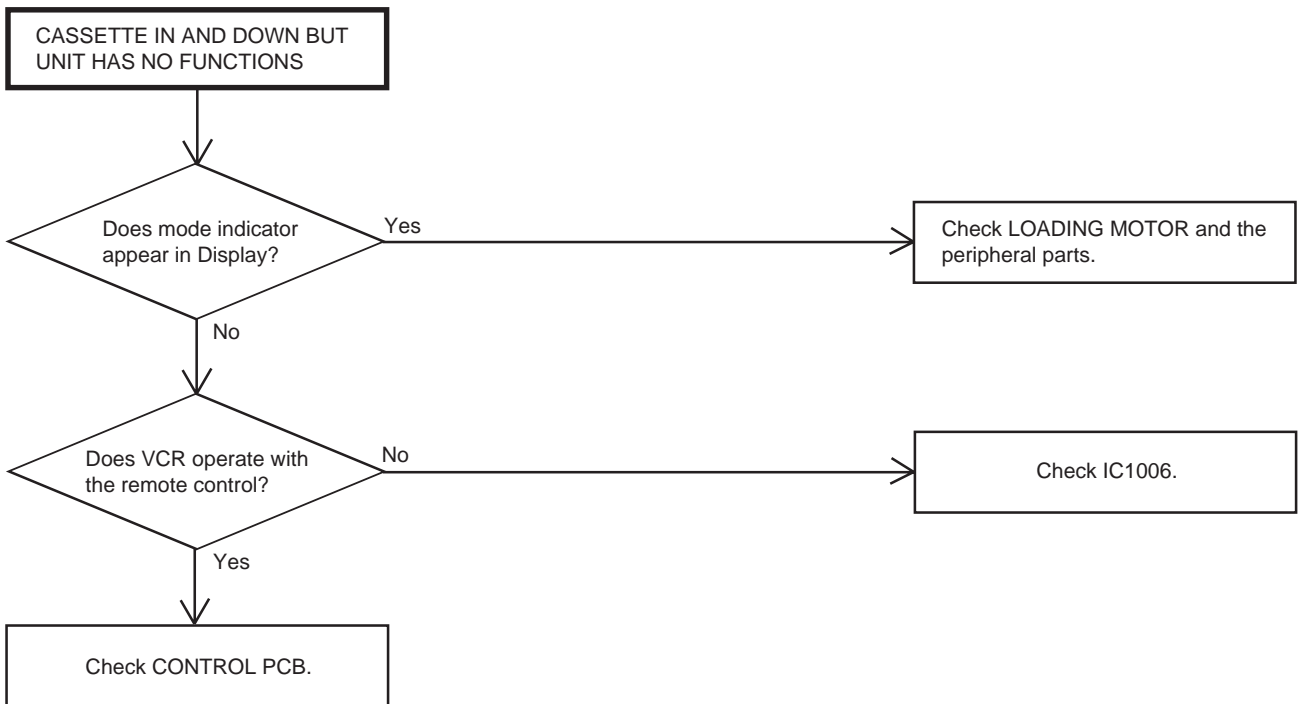 CASSETTE IN AND DOWN BUT
UNIT HAS NO FUNCTIONS
Does mode indicator
appear in Display?
Yes
Check LOADING MOTOR and the
peripheral parts.
No
Does VCR operate with
the remote control?
No
Check IC1006.
Yes
Check CONTROL PCB.